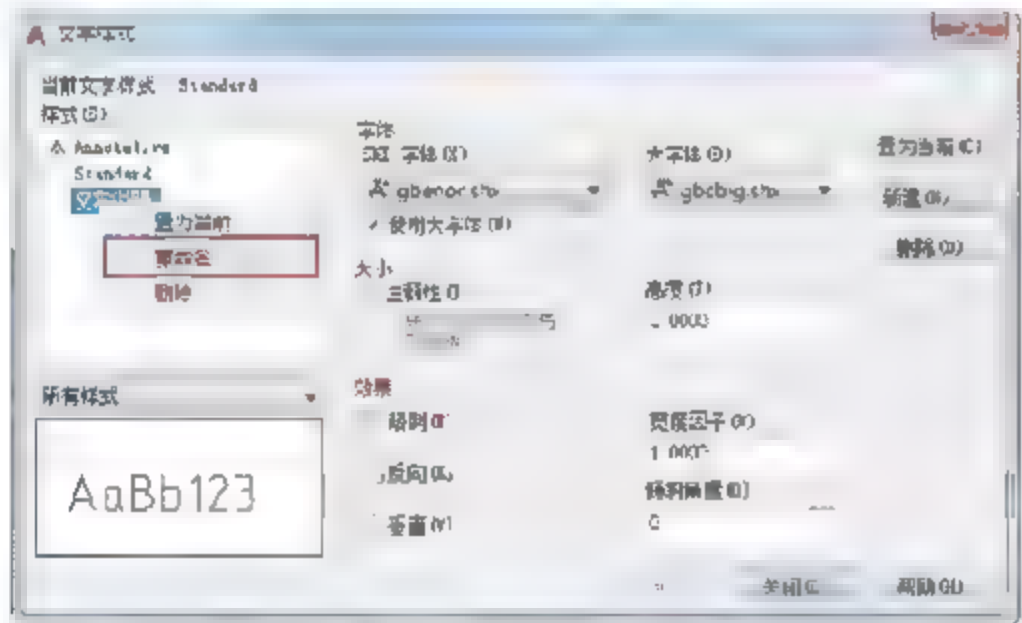 文字样式
当前文字样式 Standard
样式(S)
Annotative
Standard
置为当前
重命名
删除
所有样式
AaBb123
字体
SHX 字体(X)
gbenor.shx
使用大字体(U)
大字体(B)
gbcbig.shx
大小
注释性(I)
高度(T)
0.0000
效果
颠倒(E)
反向(K)
垂直(V)
宽度因子(W)
1.0000
倾斜角度(O)
0
置为当前(C)
新建(N)
删除(D)
关闭(C)
帮助(H)